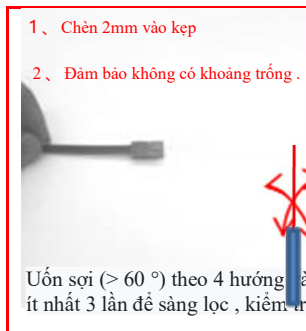 1、 Chèn 2mm vào kẹp
2、 Đảm bảo không có khoảng trống .
Uốn sợi (> 60 °) theo 4 hướng
ít nhất 3 lần để sàng lọc , kiểm